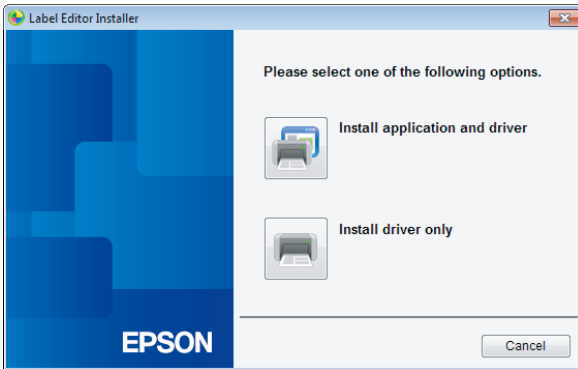 Label Editor Installer
Please select one of the following options.
Install application and driver
Install driver only
EPSON
Cancel